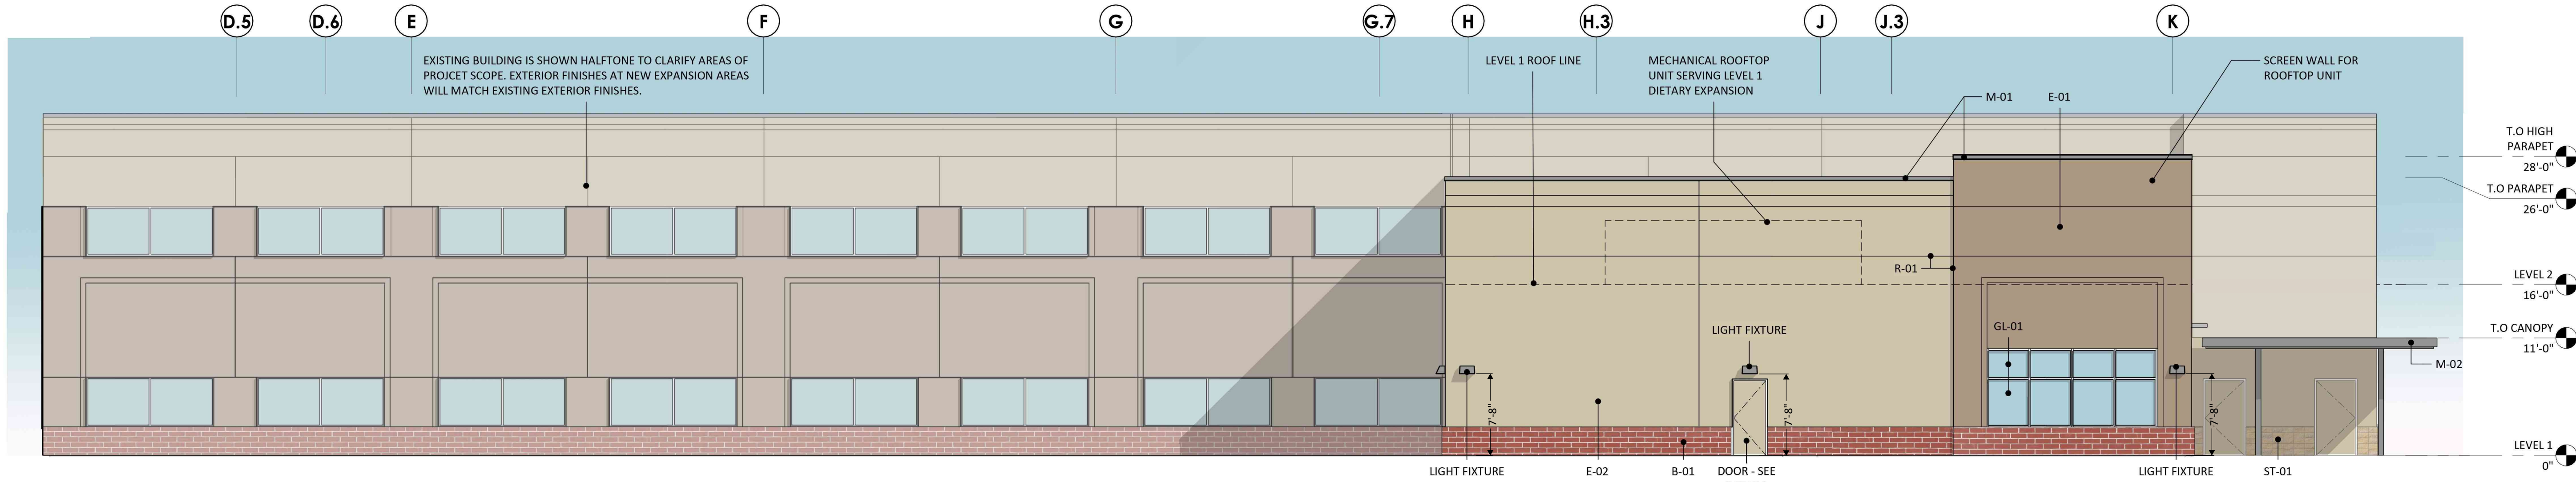 D.5 D.6 E F G G.7 H H.3 J J.3 K
EXISTING BUILDING IS SHOWN HALFTONE TO CLARIFY AREAS OF
PROJCET SCOPE. EXTERIOR FINISHES AT NEW EXPANSION AREAS
WILL MATCH EXISTING EXTERIOR FINISHES.
LEVEL 1 ROOF LINE
MECHANICAL ROOFTOP
UNIT SERVING LEVEL 1
DIETARY EXPANSION
SCREEN WALL FOR
ROOFTOP UNIT
M-01
E-01
T.O HIGH
PARAPET
28'-0"
T.O PARAPET
26'-0"
R-01
LEVEL 2
16'-0"
GL-01
LIGHT FIXTURE
T.O CANOPY
11'-0"
M-02
7'-8"
7'-8"
7'-8"
LEVEL 1
0"
LIGHT FIXTURE
E-02
B-01
DOOR - SEE
LIGHT FIXTURE
ST-01